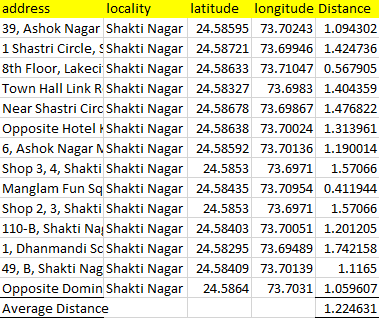 address locality latitude longitude Distance
39, Ashok Nagar Shakti Nagar 24.58595 73.70243 1.094302
1 Shastri Circle, S Shakti Nagar 24.58721 73.69946 1.424736
8th Floor, Lakeci Shakti Nagar 24.58633 73.71047 0.567905
Town Hall Link R Shakti Nagar 24.58327 73.6983 1.404359
Near Shastri Circ Shakti Nagar 24.58678 73.69867 1.476822
Opposite Hotel Shakti Nagar 24.58638 73.70024 1.313961
6, Ashok Nagar M Shakti Nagar 24.58592 73.70136 1.190014
Shop 3, 4, Shakti Shakti Nagar 24.5853 73.6971 1.57066
Manglam Fun Sq Shakti Nagar 24.58435 73.70954 0.411944
Shop 2, 3, Shakti Shakti Nagar 24.5853 73.6971 1.57066
110-B, Shakti Nag Shakti Nagar 24.58403 73.70051 1.201205
1, Dhanmandi Sc Shakti Nagar 24.58295 73.69489 1.742158
49, B, Shakti Nag Shakti Nagar 24.58409 73.70139 1.1165
Opposite Domin Shakti Nagar 24.5864 73.7031 1.059607
Average Distance 1.224631